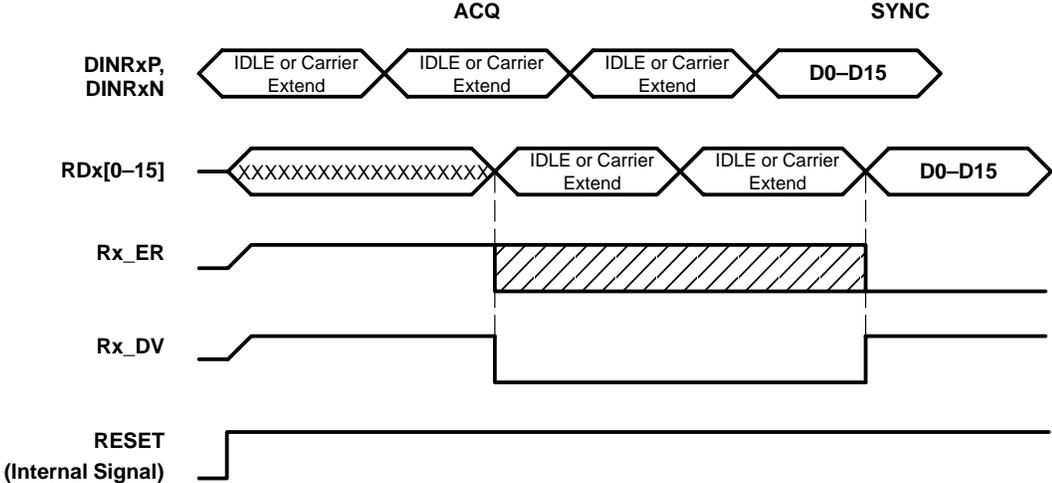 ACQ SYNC
DINRxP,
DINRxN
IDLE or Carrier
Extend
IDLE or Carrier
Extend
IDLE or Carrier
Extend
D0–D15
RDx[0–15]
XXXXXXXXXXXXXXXXXXX
IDLE or Carrier
Extend
IDLE or Carrier
Extend
D0–D15
Rx_ER
Rx_DV
RESET
(Internal Signal)